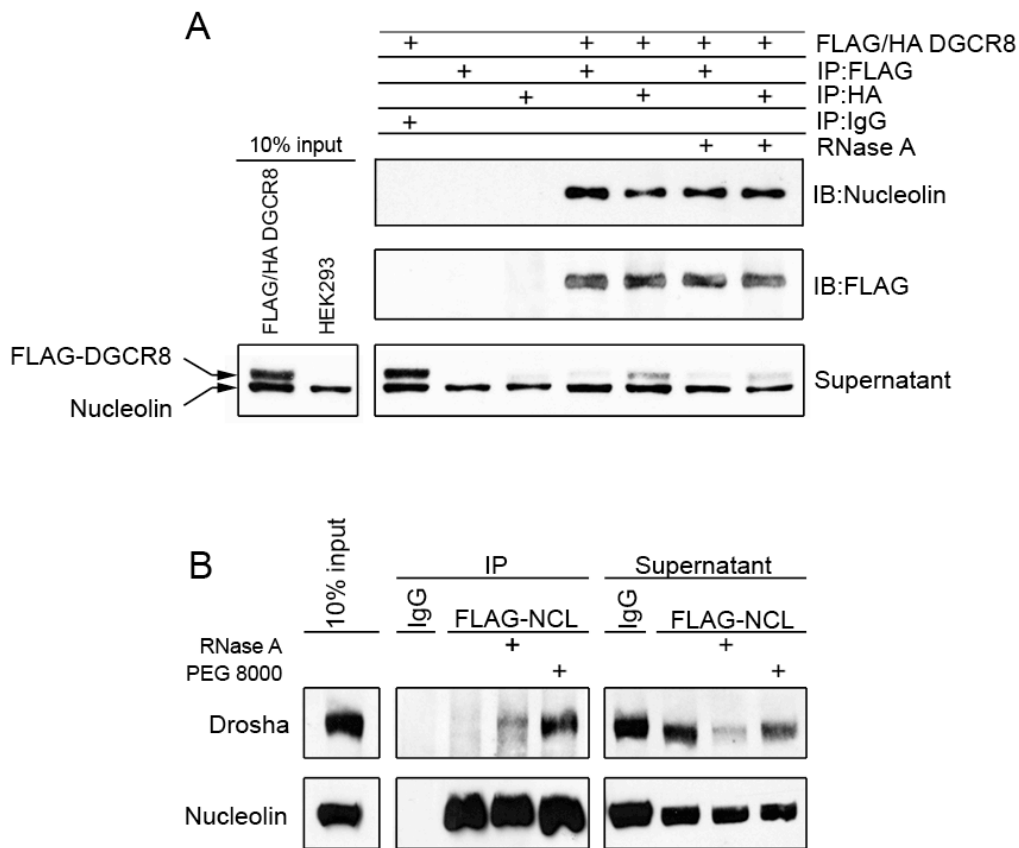 A
+ + + + + FLAG/HA DGCR8
+ + + IP:FLAG
+ + + IP:HA
+ IP:IgG
10% input
+ + RNase A
FLAG/HA DGCR8
HEK293
IB:Nucleolin
IB:FLAG
FLAG-DGCR8
Nucleolin
Supernatant
B
10% input
IP
Supernatant
IgG
FLAG-NCL
IgG
FLAG-NCL
RNase A + +
PEG 8000 + +
Drosha
Nucleolin